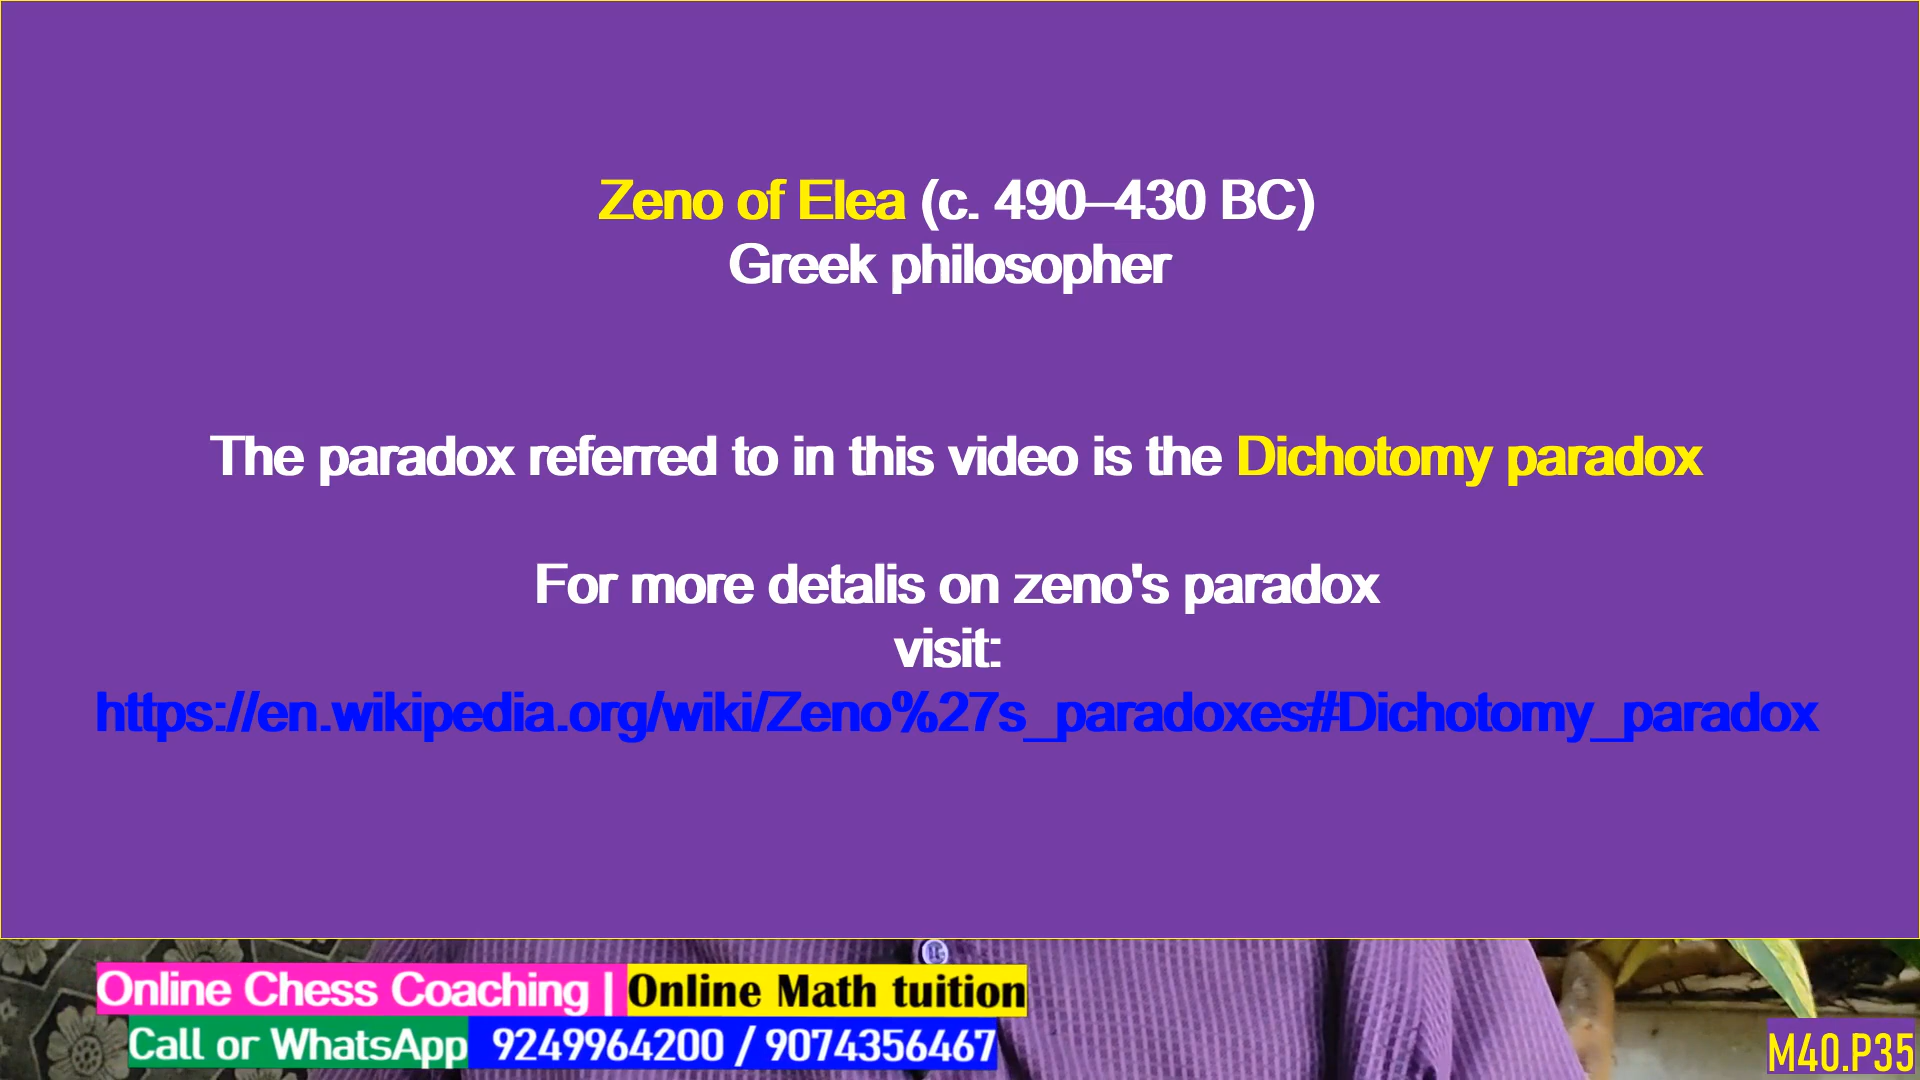 Zeno of Elea (c. 490–430 BC)
Greek philosopher
The paradox referred to in this video is the Dichotomy paradox
For more detalis on zeno's paradox
visit:
https://en.wikipedia.org/wiki/Zeno%27s_paradoxes#Dichotomy_paradox
Online Chess Coaching | Online Math tuition
Call or WhatsApp 9249964200 / 9074356467
M40.P35